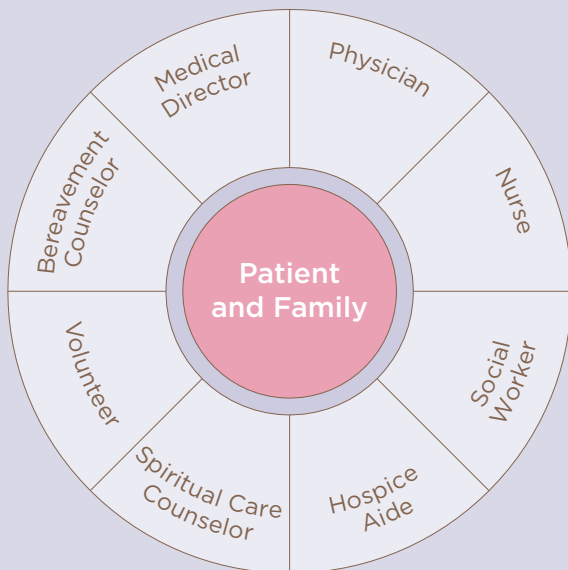 Medical
Director
Physician
Nurse
Social
Worker
Hospice
Aide
Spiritual Care
Counselor
Volunteer
Bereavement
Counselor
Patient
and Family